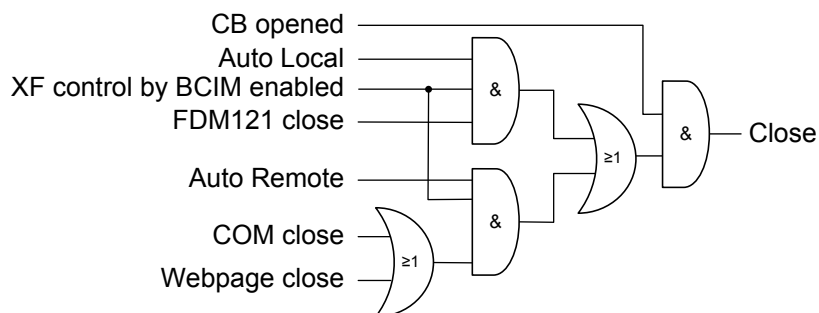 CB opened
Auto Local
XF control by BCIM enabled
&
FDM121 close
&
Close
≥1
Auto Remote
&
COM close
≥1
Webpage close